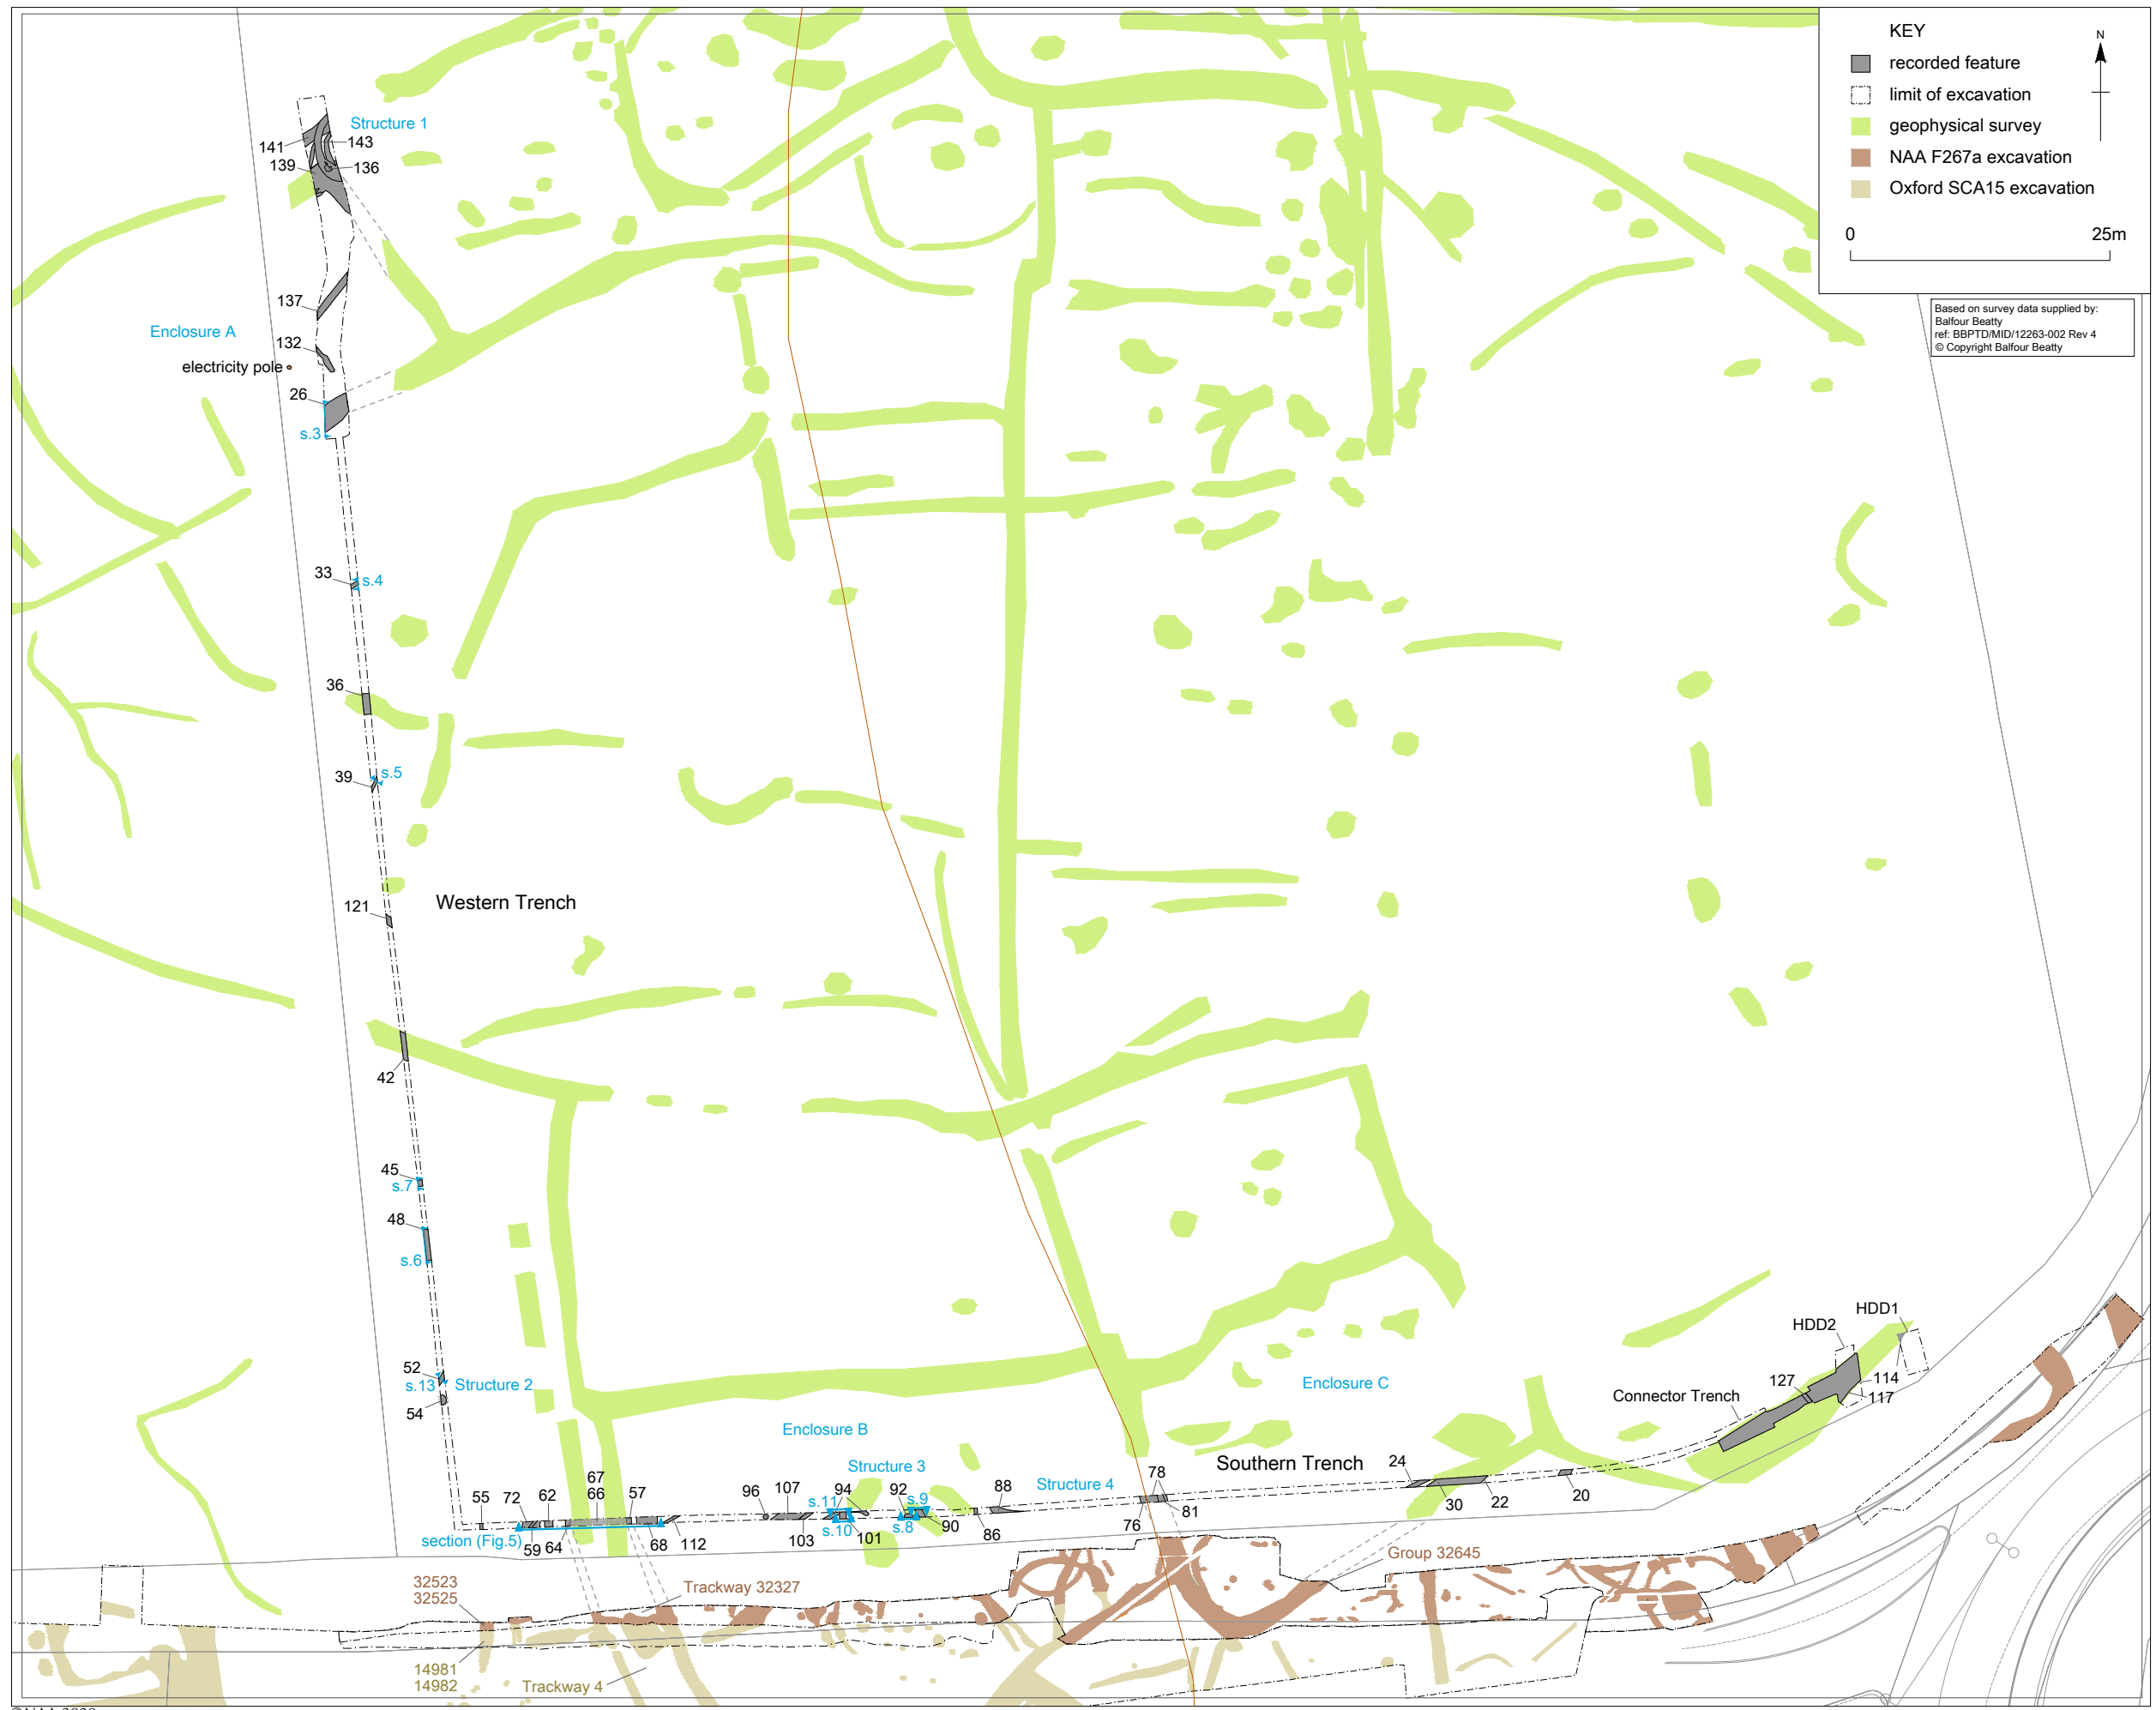 KEY
N
recorded feature
limit of excavation
geophysical survey
NAA F267a excavation
Oxford SCA15 excavation
0 25m
Based on survey data supplied by:
Balfour Beatty
ref: BBPTD/MID/12263-002 Rev 4
© Copyright Balfour Beatty
Structure 1
141
143
139
136
137
Enclosure A
132
electricity pole
26
s.3
33
s.4
36
s.5
39
121
Western Trench
42
45
s.7
48
s.6
52
s.13
Structure 2
54
HDD1
HDD2
127
114
117
Connector Trench
Enclosure C
Enclosure B
Structure 3
Structure 4
Southern Trench
55
72
62
67
66
57
96
107
s.11
94
92
s.9
88
78
24
section (Fig.5)
59
64
68
112
103
s.10
101
s.8
90
86
76
81
30
22
20
Group 32645
32523
32525
Trackway 32327
14981
14982
Trackway 4